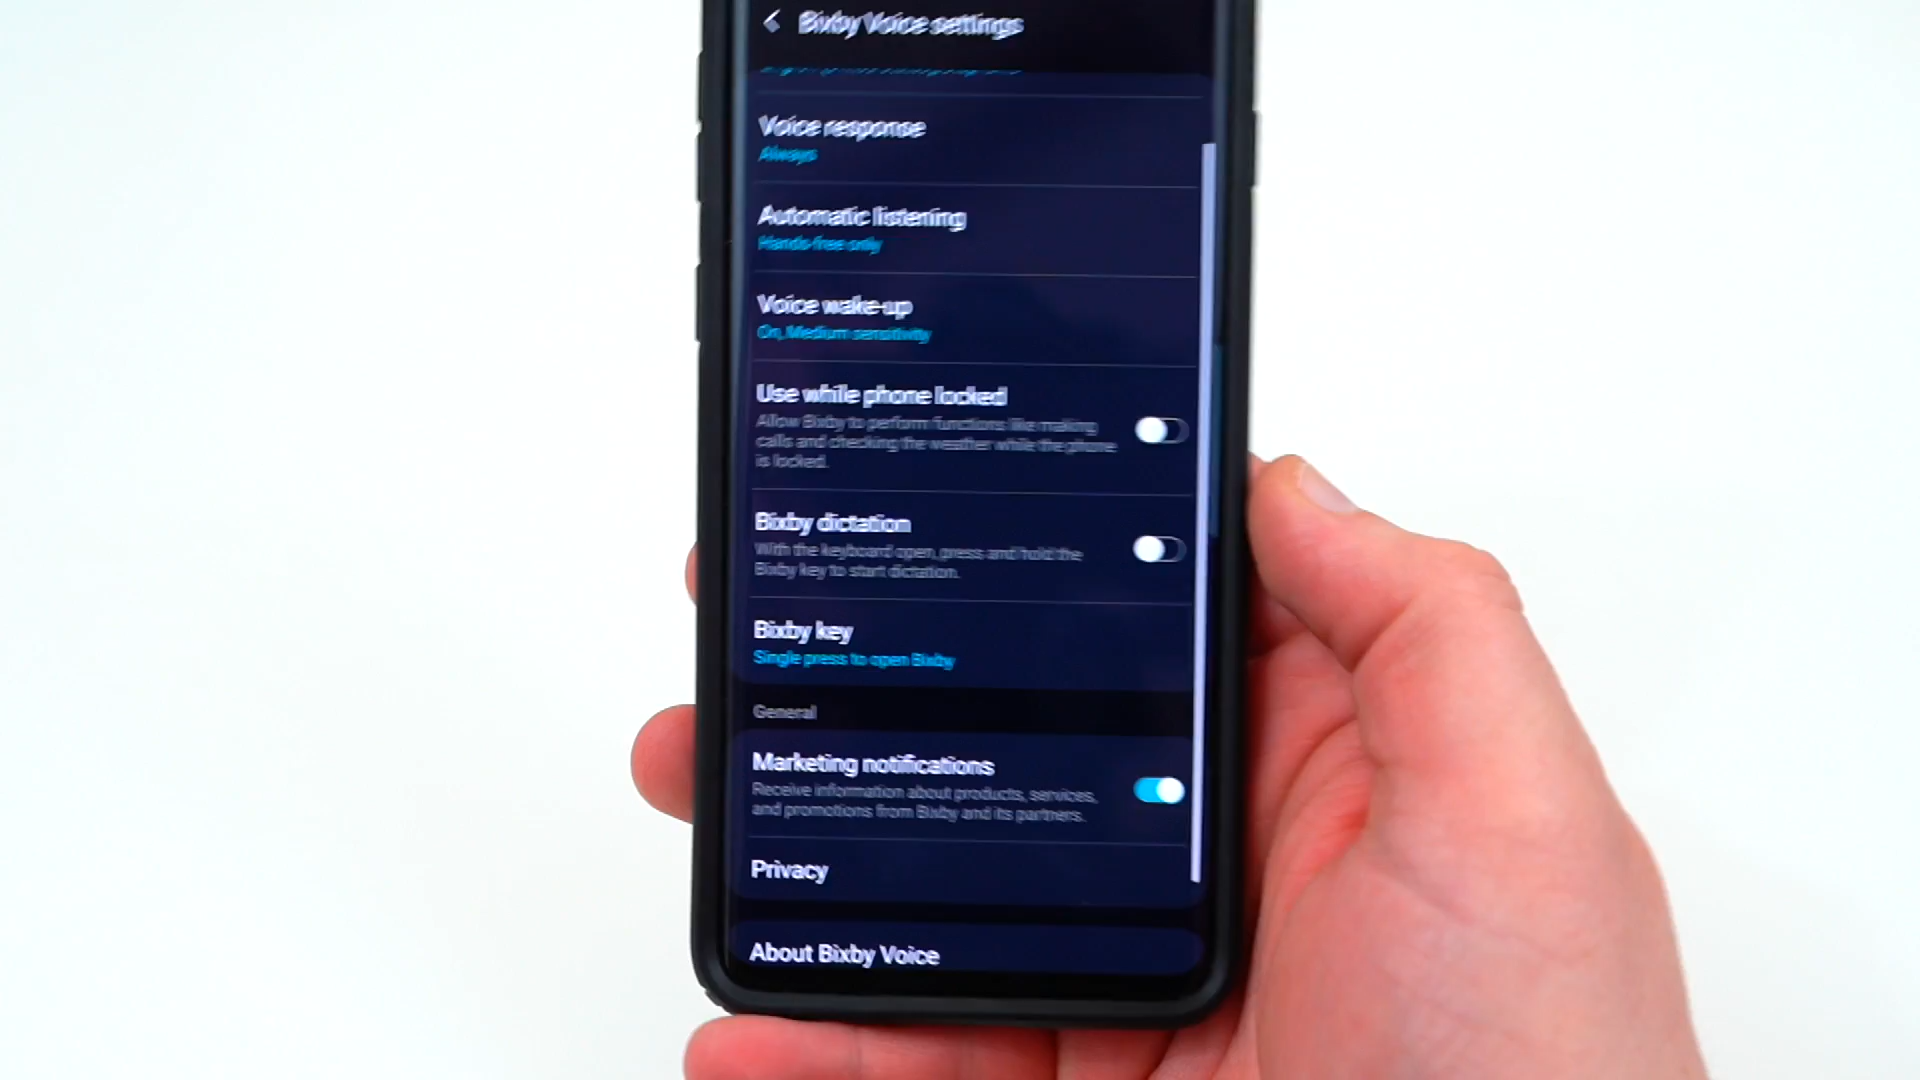 Bixby Voice settings
Voice response
Always
Automatic listening
Hands-free only
Voice wake-up
On, Medium sensitivity
Use while phone locked
Allow Bixby to perform functions like making
calls and checking the weather while the phone
is locked.
Bixby dictation
With the keyboard open, press and hold the
Bixby key to start dictation.
Bixby key
Single press to open Bixby
General
Marketing notifications
Receive information about products, services,
and promotions from Bixby and its partners.
Privacy
About Bixby Voice